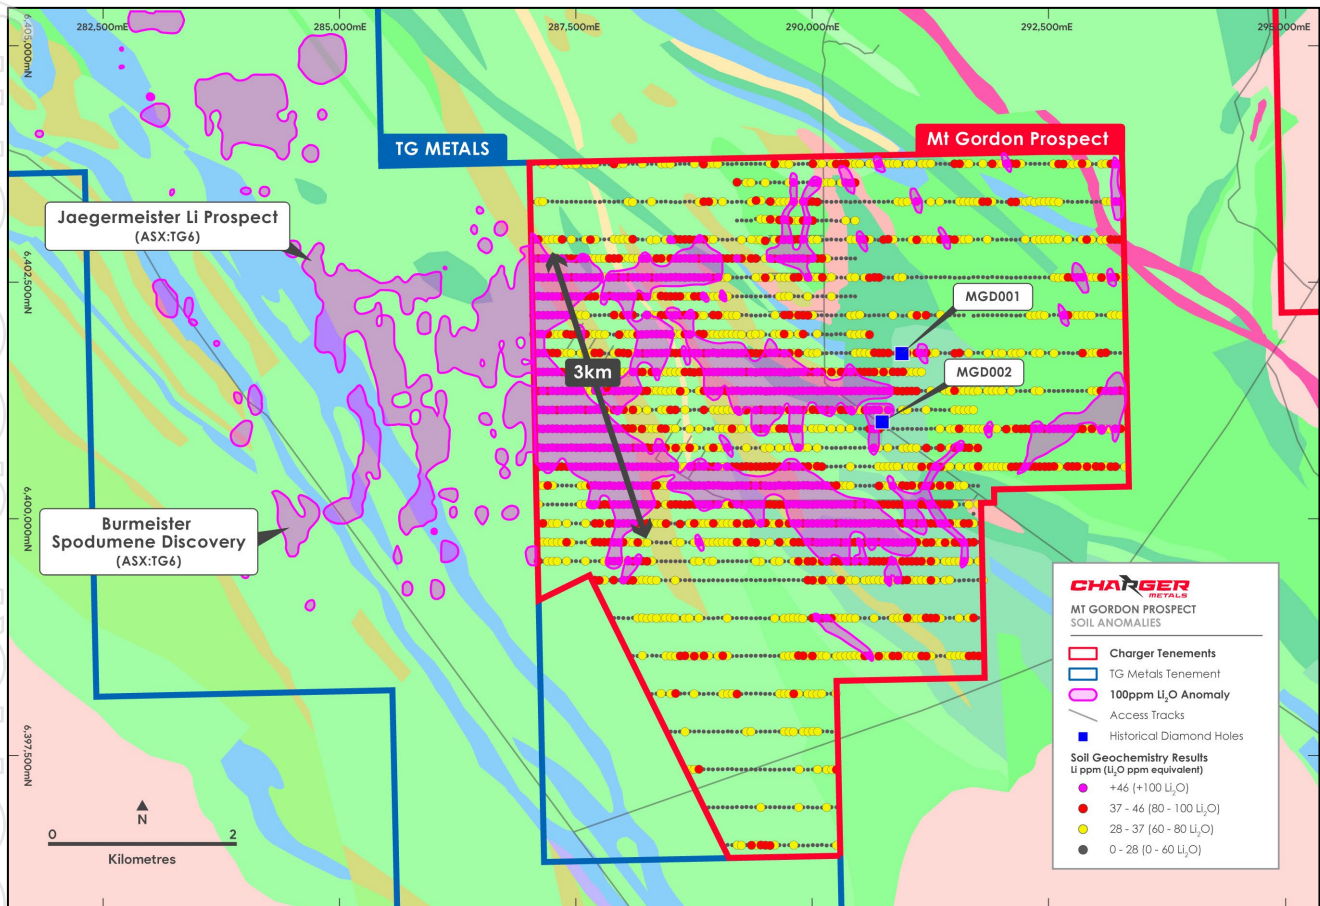 282,500mE
285,000mE
287,500mE
290,000mE
292,500mE
295,000mE
6,405,000mN
TG METALS
Mt Gordon Prospect
Jaegermeister Li Prospect
(ASX:TG6)
6,402,500mN
MGD001
3km
MGD002
6,400,000mN
Burmeister
Spodumene Discovery
(ASX:TG6)
6,397,500mN
N
0 2
Kilometres
CHARGER
METALS
MT GORDON PROSPECT
SOIL ANOMALIES
Charger Tenements
TG Metals Tenement
100ppm Li₂O Anomaly
Access Tracks
Historical Diamond Holes
Soil Geochemistry Results
Li ppm (Li₂O ppm equivalent)
+46 (+100 Li₂O)
37 - 46 (80 - 100 Li₂O)
28 - 37 (60 - 80 Li₂O)
0 - 28 (0 - 60 Li₂O)